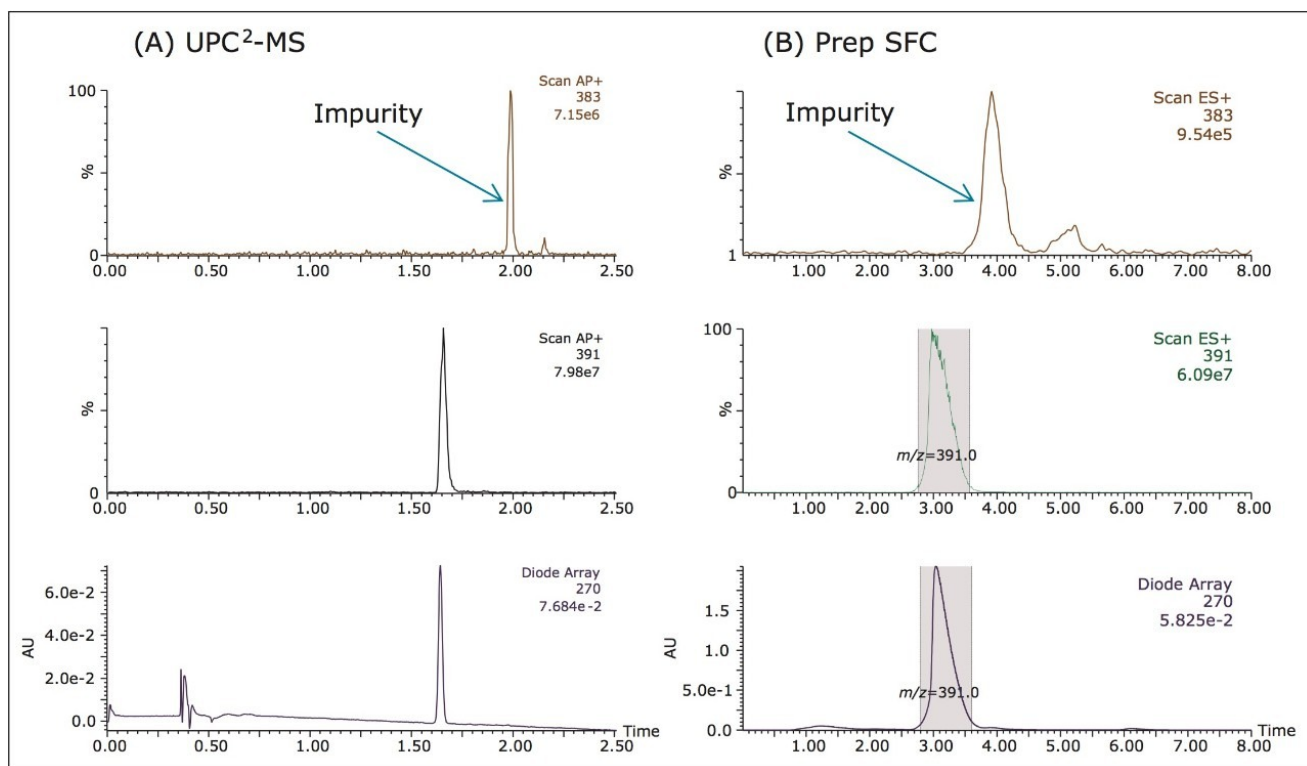 (A) UPC²-MS
Scan AP+
383
7.15e6
Impurity
100
%
0
0.00 0.50 1.00 1.50 2.00 2.50
Scan AP+
391
7.98e7
%
0
0.00 0.50 1.00 1.50 2.00 2.50
Diode Array
270
7.684e-2
6.0e-2
4.0e-2
AU
2.0e-2
0.0
Time
0.00 0.50 1.00 1.50 2.00 2.50
(B) Prep SFC
Scan ES+
383
9.54e5
Impurity
%
1
1.00 2.00 3.00 4.00 5.00 6.00 7.00 8.00
100
Scan ES+
391
6.09e7
%
m/z=391.0
0
1.00 2.00 3.00 4.00 5.00 6.00 7.00 8.00
Diode Array
270
5.825e-2
1.5
1.0
AU
5.0e-1
m/z=391.0
0.0
Time
1.00 2.00 3.00 4.00 5.00 6.00 7.00 8.00